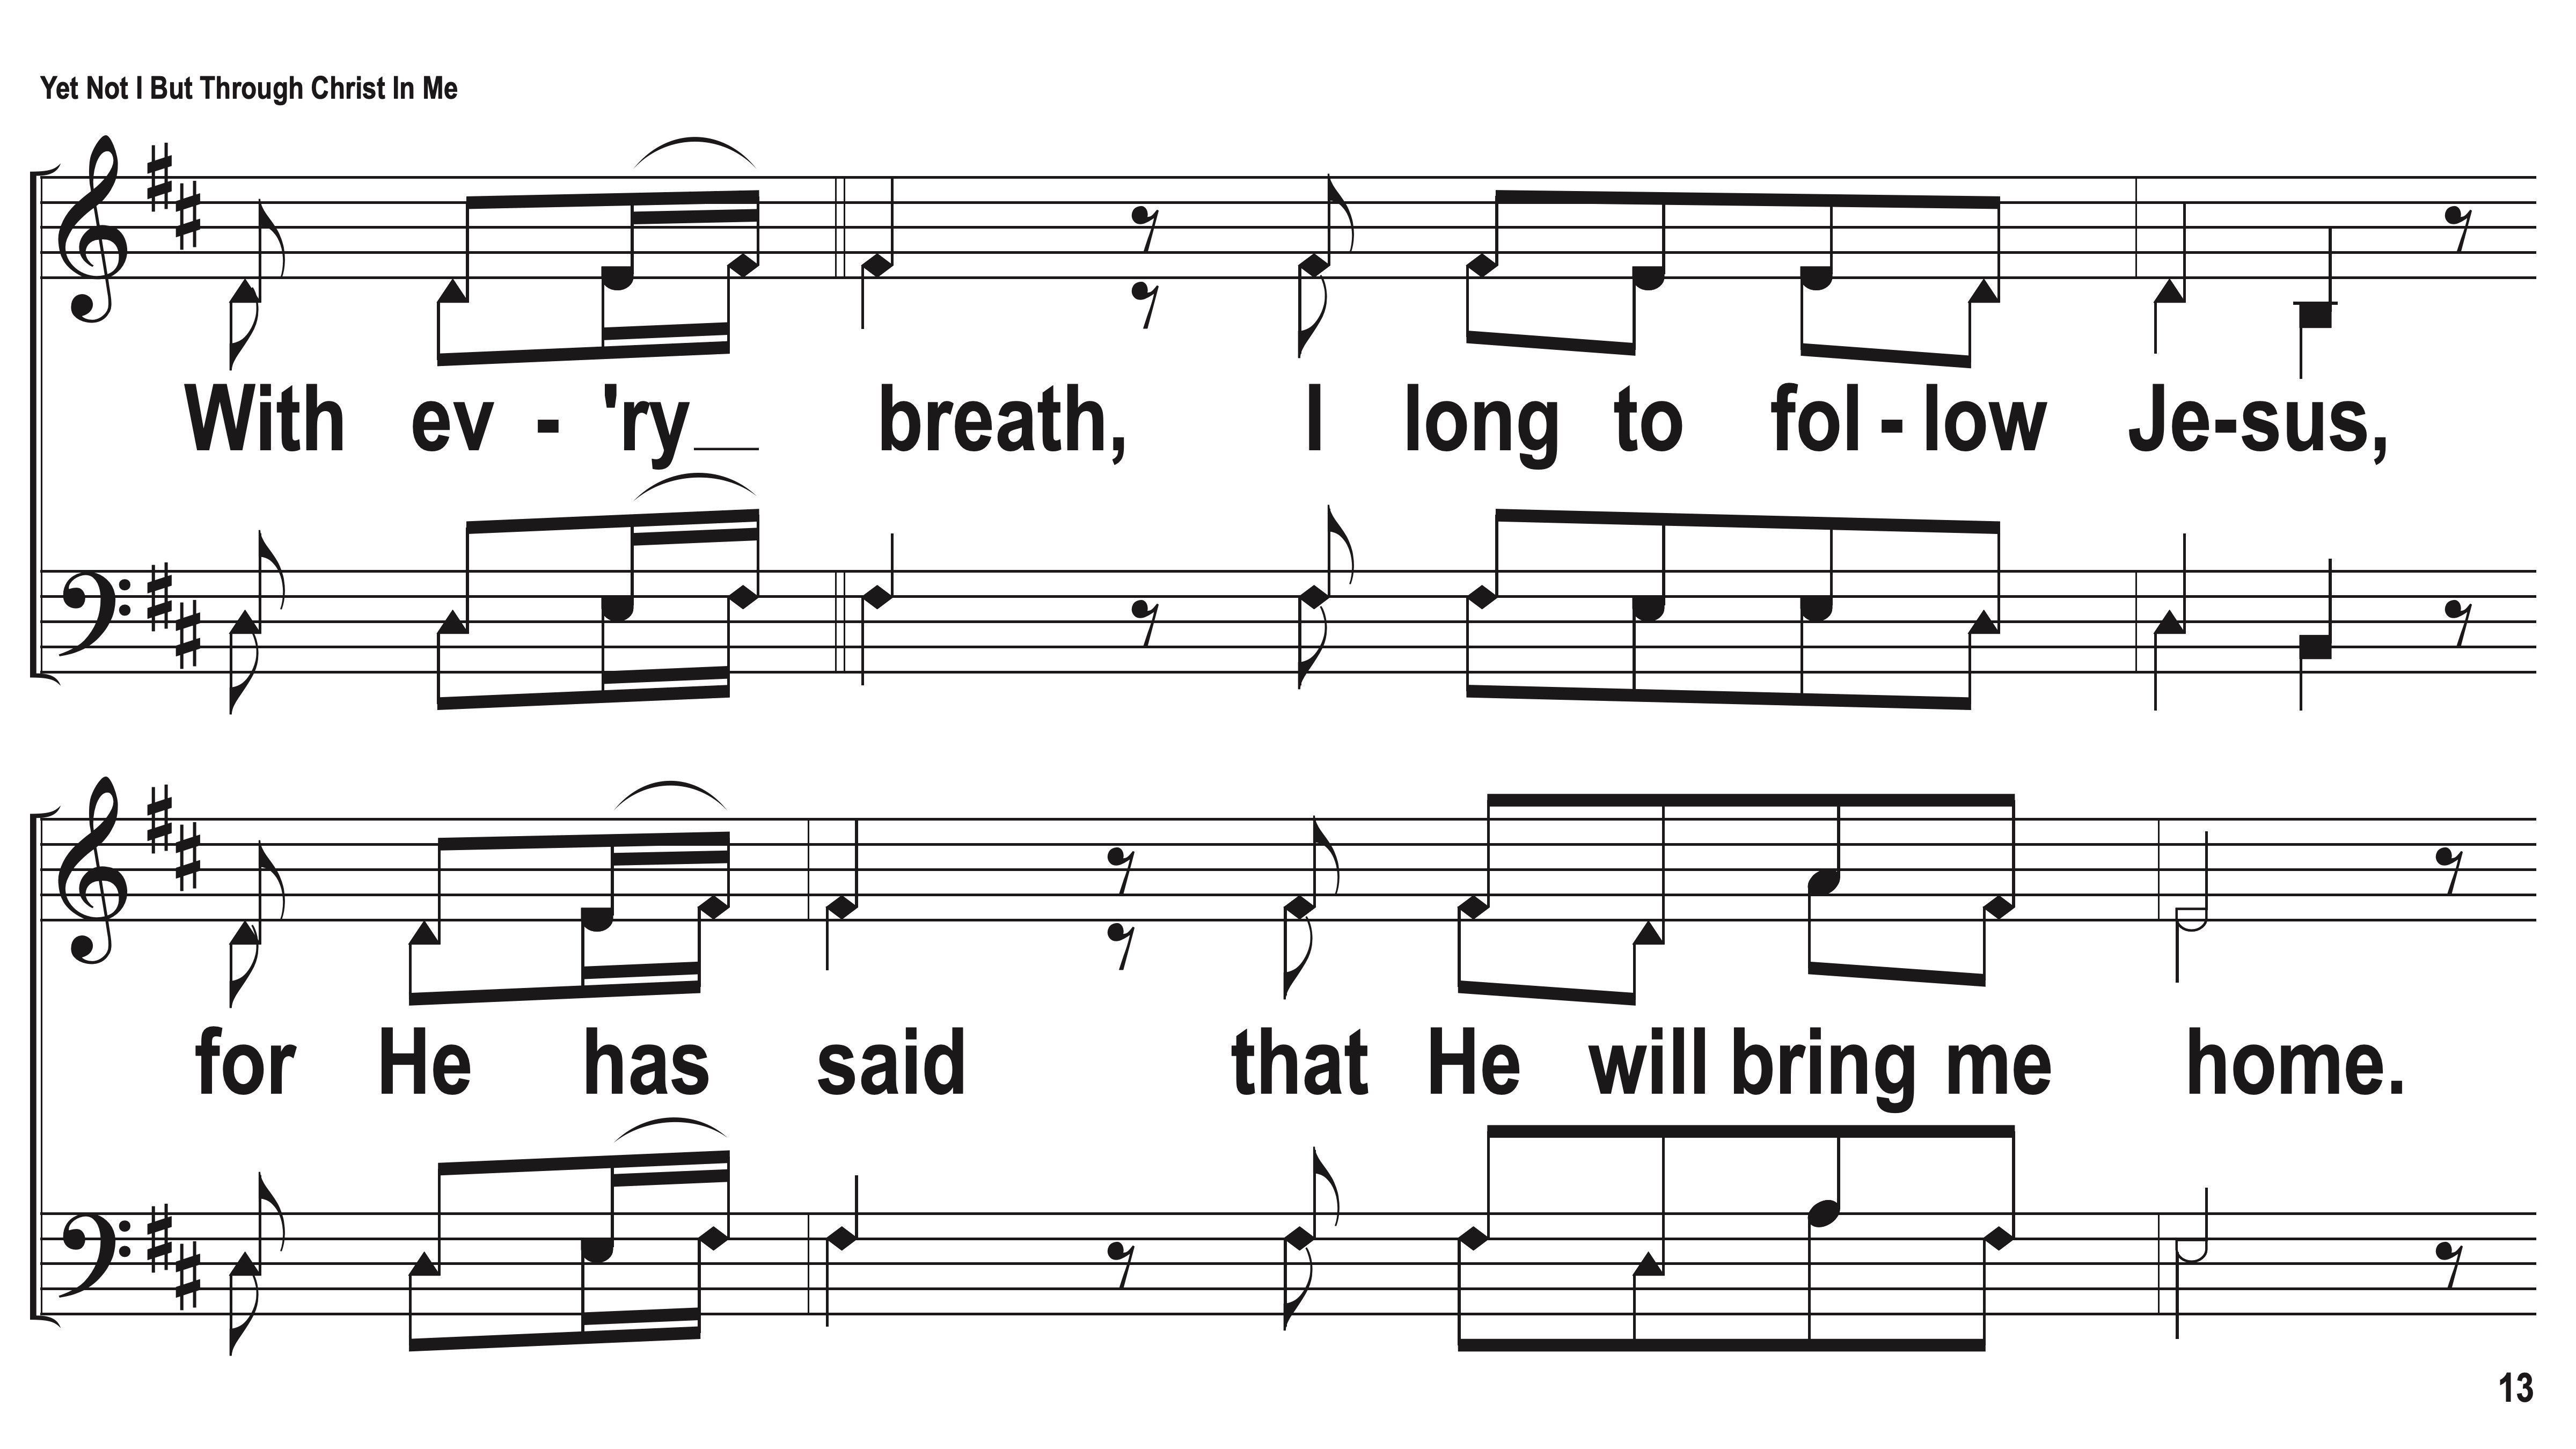 Yet Not I But Through Christ In Me
With ev - 'ry__ breath, I long to fol - low Je-sus,
for He has said that He will bring me home.
13